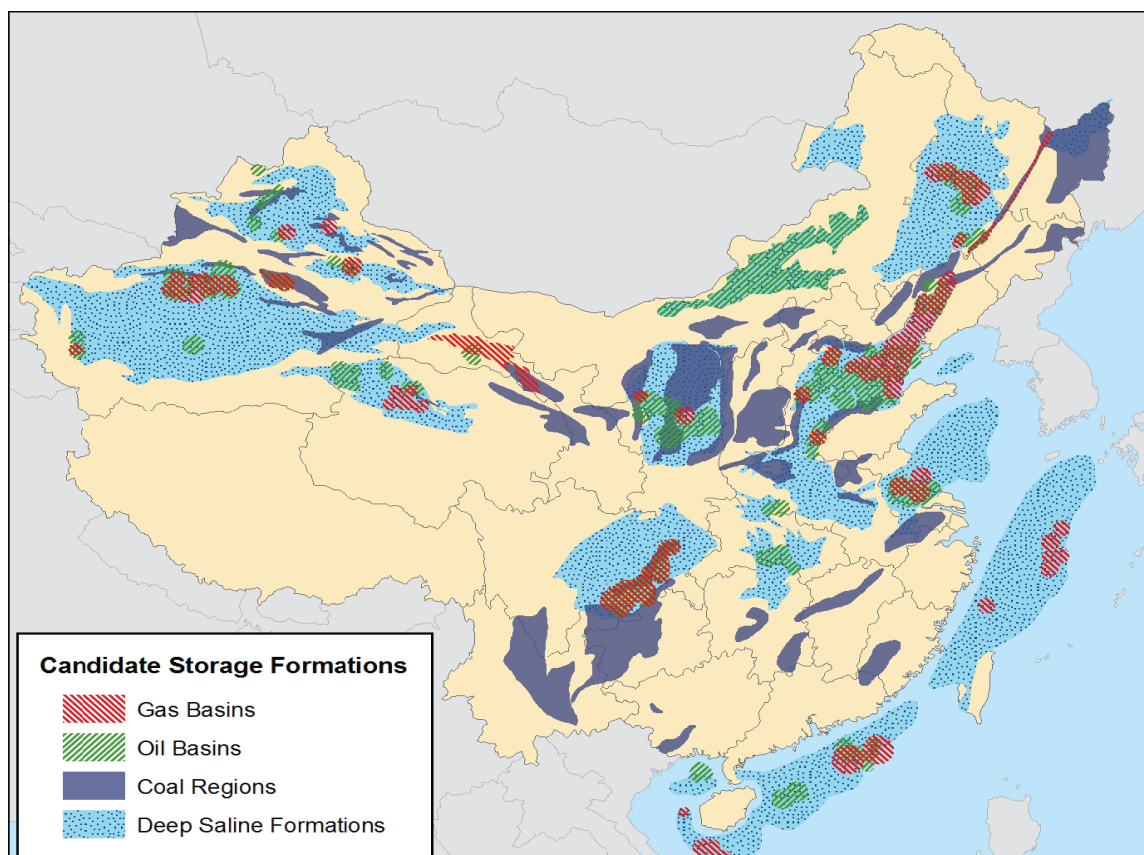 Candidate Storage Formations
Gas Basins
Oil Basins
Coal Regions
Deep Saline Formations